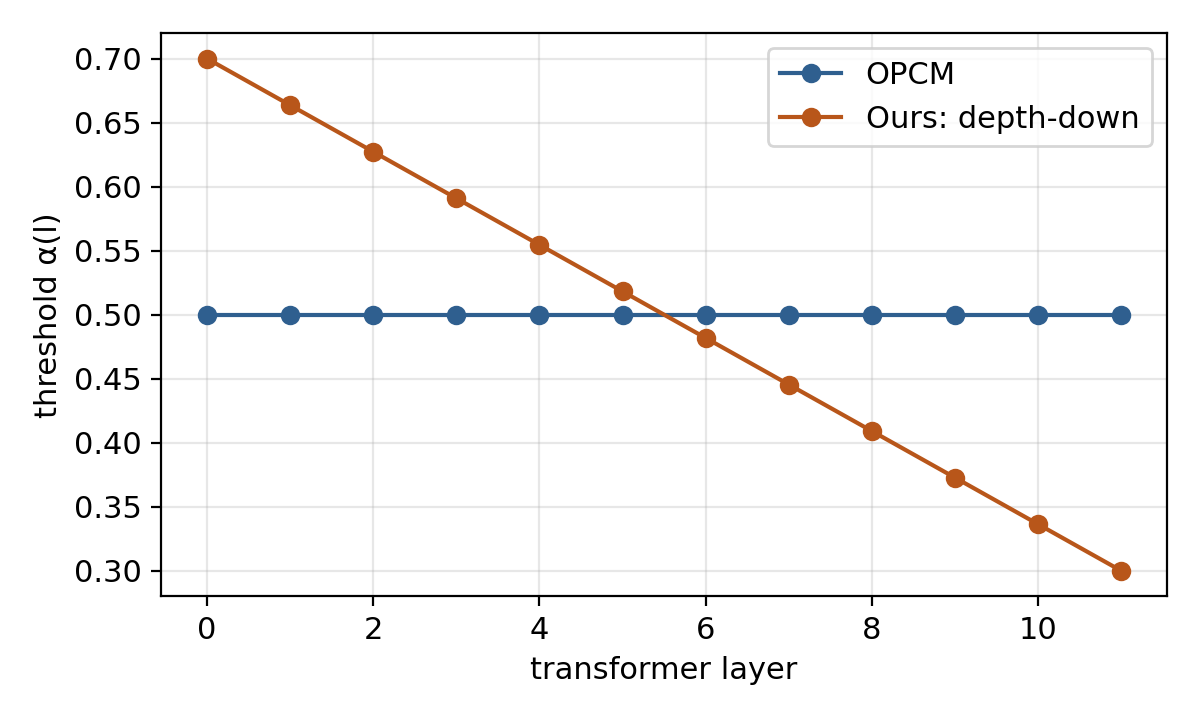 OPCM
Ours: depth-down
0.70
0.65
0.60
0.55
0.50
0.45
0.40
0.35
0.30
threshold α(l)
0 2 4 6 8 10
transformer layer